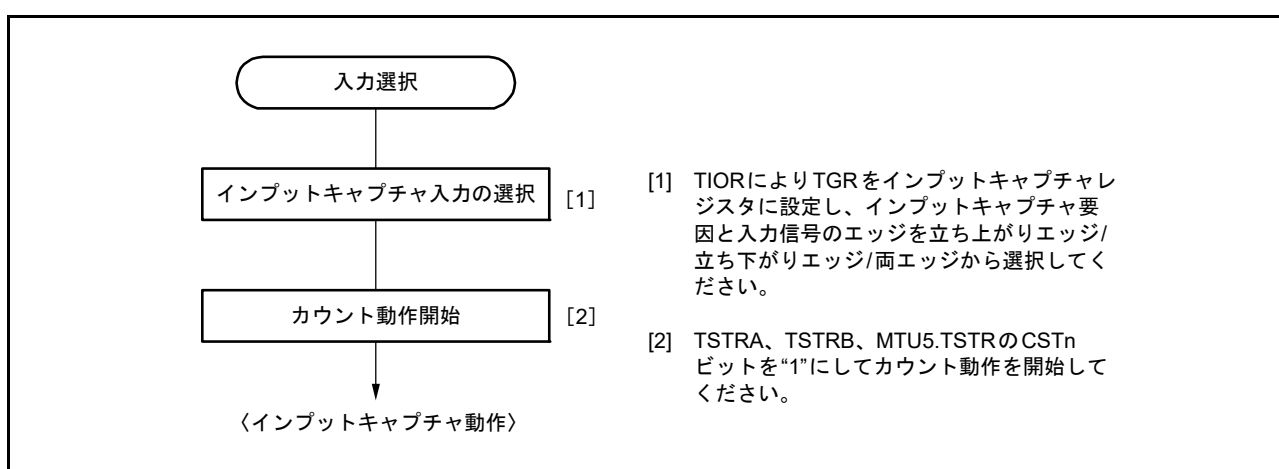 入力選択
インプットキャプチャ入力の選択
[1]
カウント動作開始
[2]
〈インプットキャプチャ動作〉
[1] TIORによりTGRをインプットキャプチャレ
ジスタに設定し、インプットキャプチャ要
因と入力信号のエッジを立ち上がりエッジ/
立ち下がりエッジ/両エッジから選択してく
ださい。
[2] TSTRA、TSTRB、MTU5.TSTRのCSTn
ビットを“1”にしてカウント動作を開始して
ください。